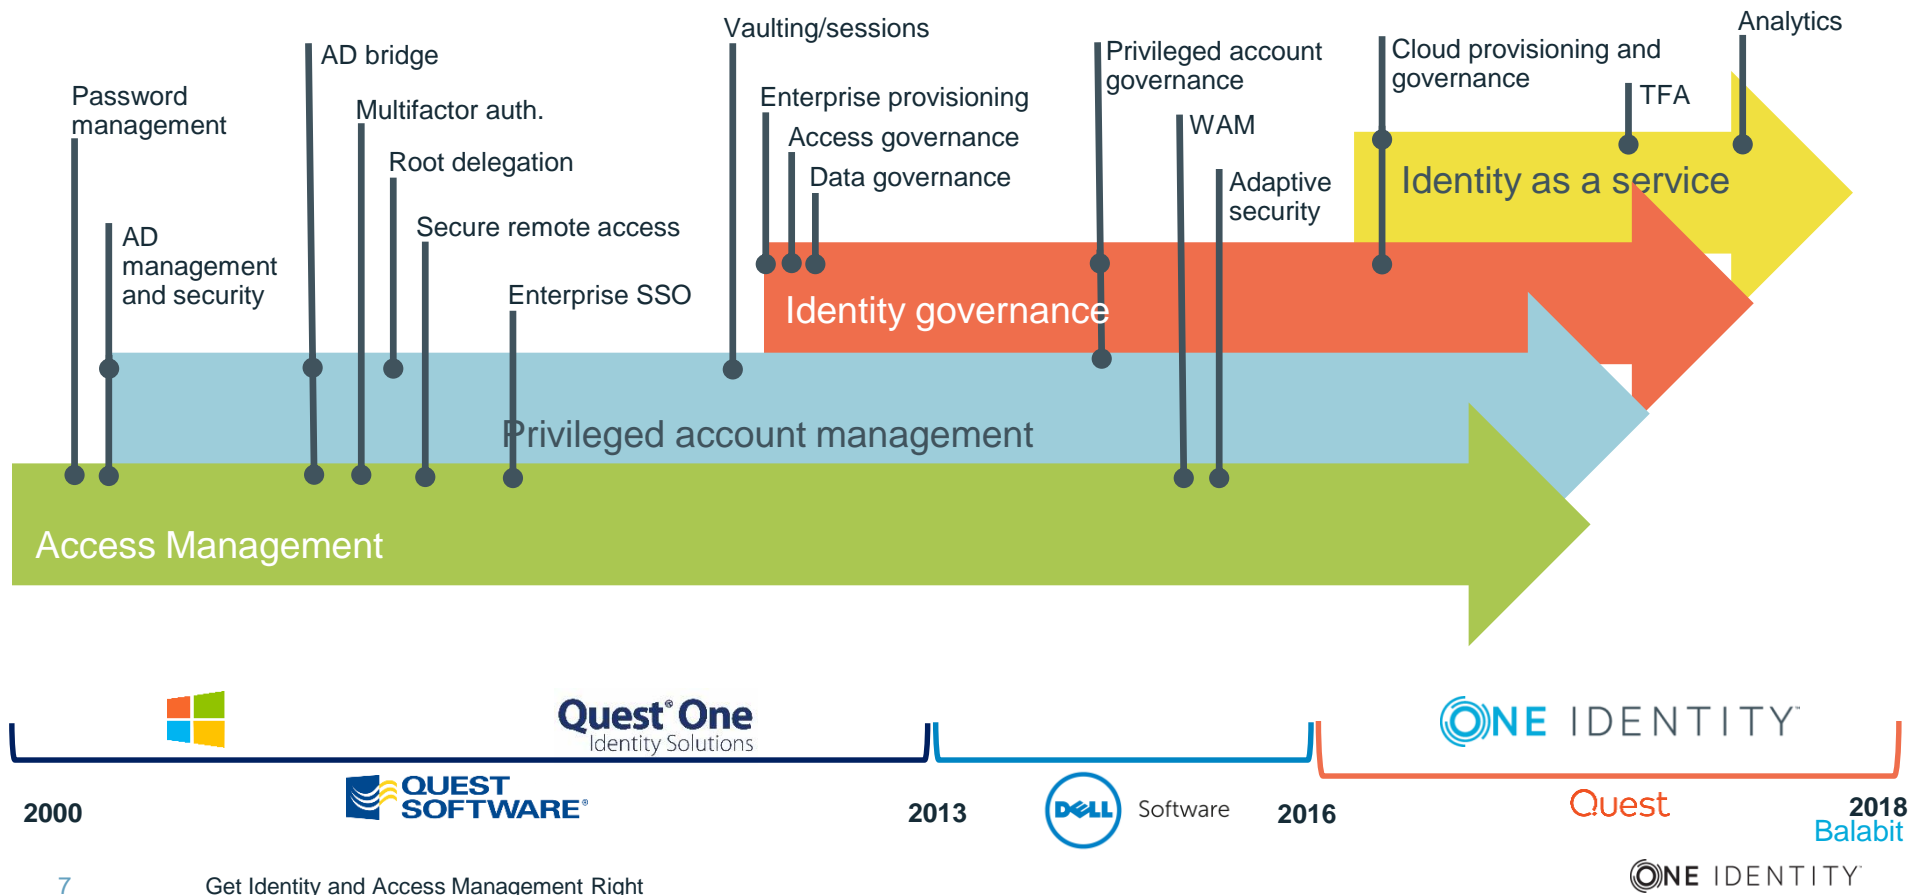 Analytics
Vaulting/sessions
AD bridge
Privileged account
governance
Cloud provisioning and
governance
Password
management
Multifactor auth.
Enterprise provisioning
TFA
WAM
Access governance
Root delegation
Data governance
Adaptive
security
Identity as a service
Secure remote access
AD
management
and security
Enterprise SSO
Identity governance
Privileged account management
Access Management
Quest® One
Identity Solutions
ONE IDENTITY™
QUEST
SOFTWARE®
DELL Software
Quest
2000
2013
2016
2018
Balabit
ONE IDENTITY
7
Get Identity and Access Management Right